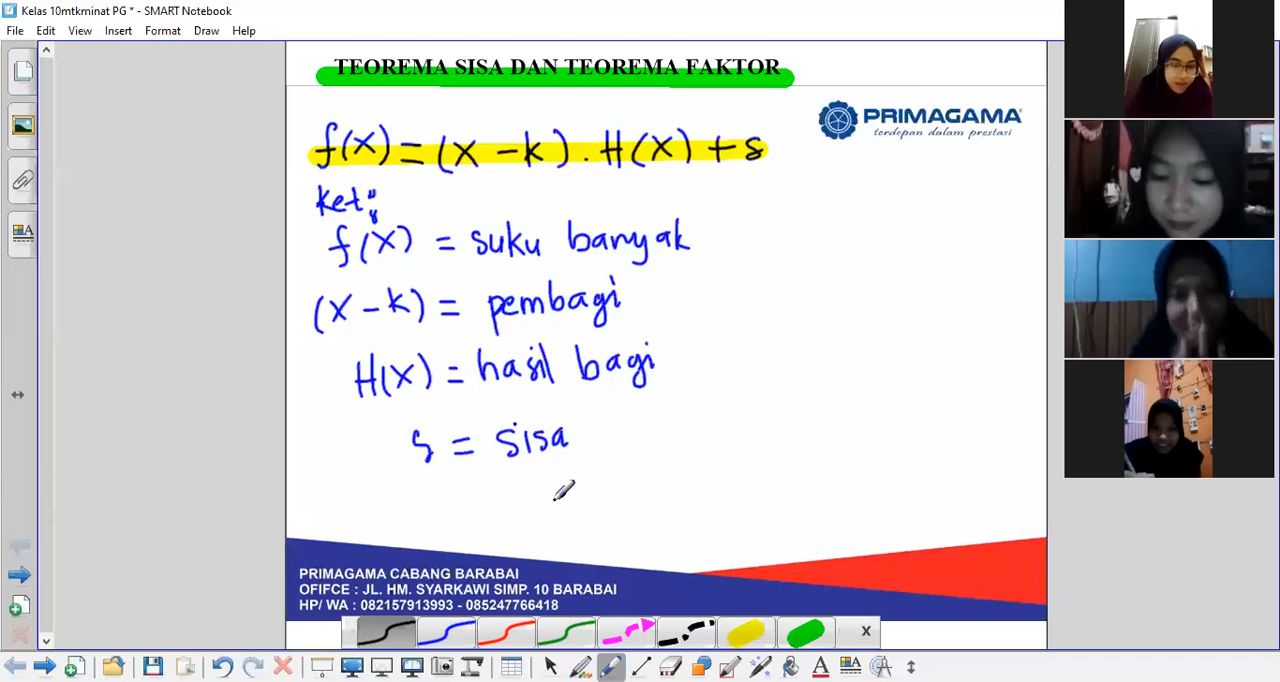 Kelas 10mtkminat PG * - SMART Notebook
File Edit View Insert Format Draw Help
TEOREMA SISA DAN TEOREMA FAKTOR
PRIMAGAMA
terdepan dalam prestasi
f(x) = (x - k) . H(x) + s
Ket :
f(x) = suku banyak
(x - k) = pembagi
H(x) = hasil bagi
s = sisa
PRIMAGAMA CABANG BARABAI
OFIFCE : JL. HM. SYARKAWI SIMP. 10 BARABAI
HP/ WA : 082157913993 - 085247766418
X